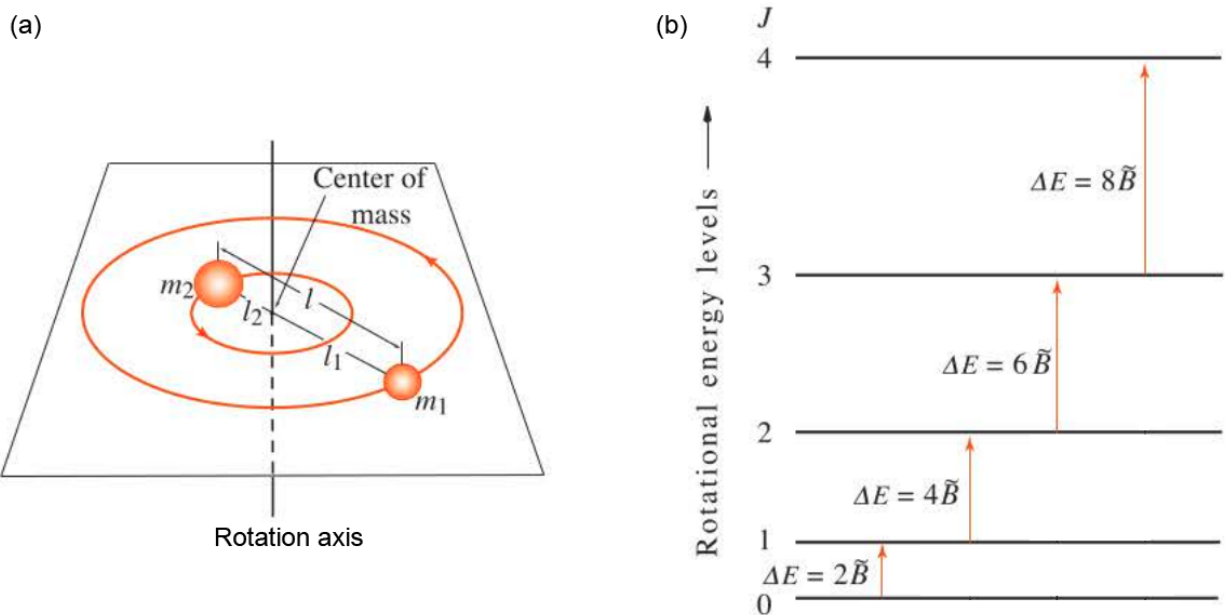 (a)
Center of
mass
m2
l2
l
l1
m1
Rotation axis
(b)
J
Rotational energy levels
4
ΔE = 8B̃
3
ΔE = 6B̃
2
ΔE = 4B̃
1
ΔE = 2B̃
0